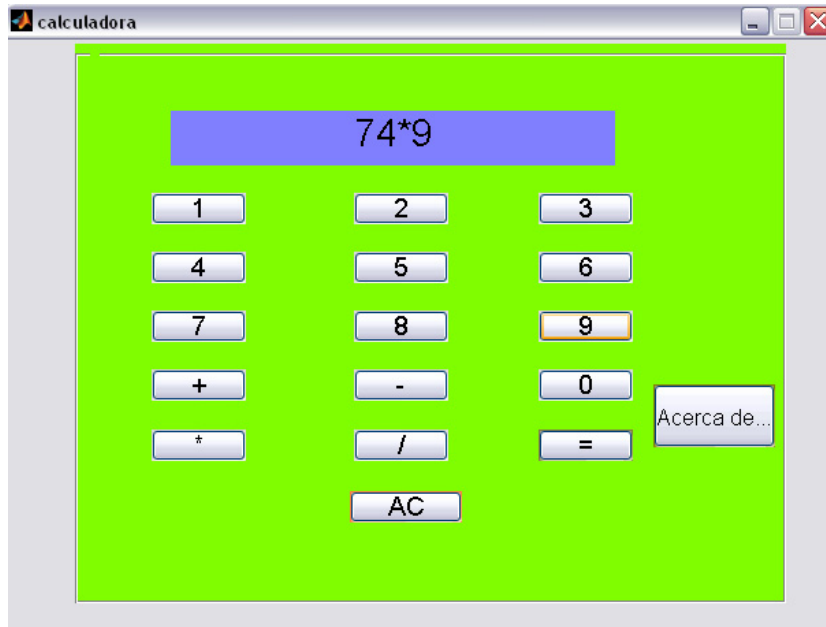 calculadora
74*9
1 2 3
4 5 6
7 8 9
+ - 0
* / =
Acerca de...
AC